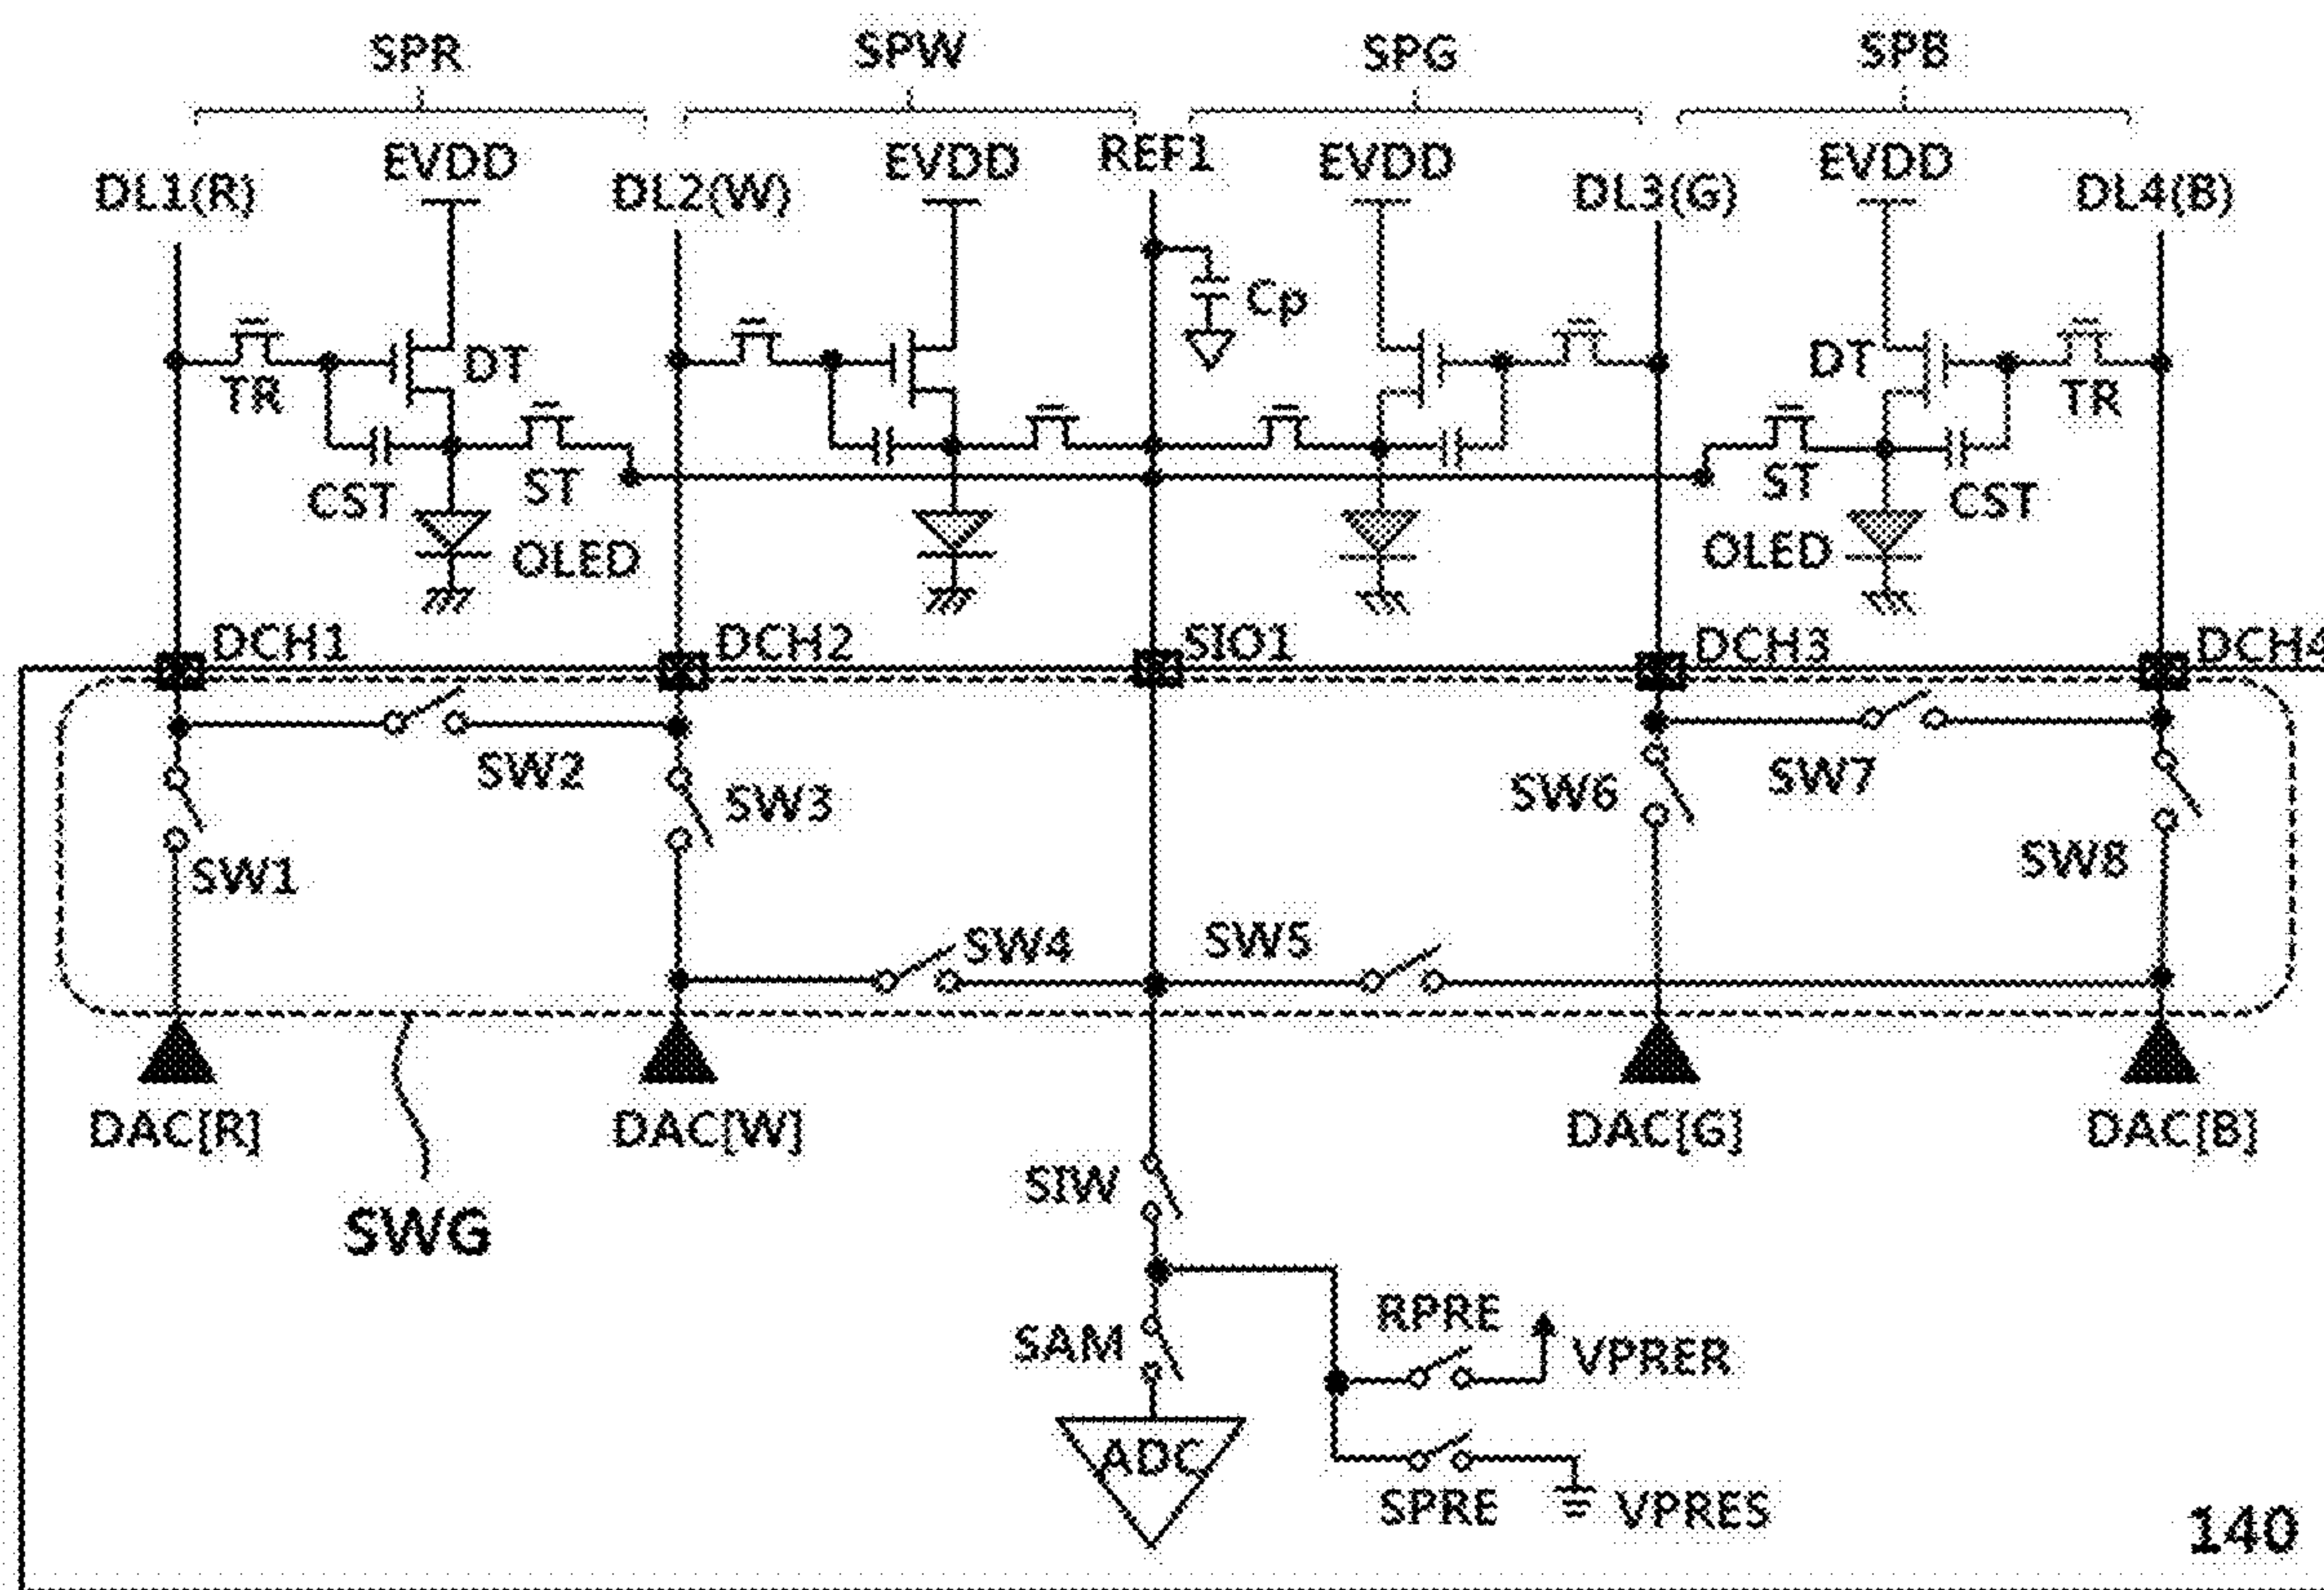 SPR SPW SPG SPB
EVDD EVDD REF1 EVDD EVDD
DL1(R) DL2(W) DL3(G) DL4(B)
Cp
DT DT
TR TR
CST ST ST CST
OLED OLED
DCH1 DCH2 SIO1 DCH3 DCH4
SW2 SW3 SW6 SW7
SW1 SW8
SW4 SW5
DAC[R] DAC[W] DAC[G] DAC[B]
SIW
SWG
RPRE
SAM VPRER
ADC
SPRE VPRES
140